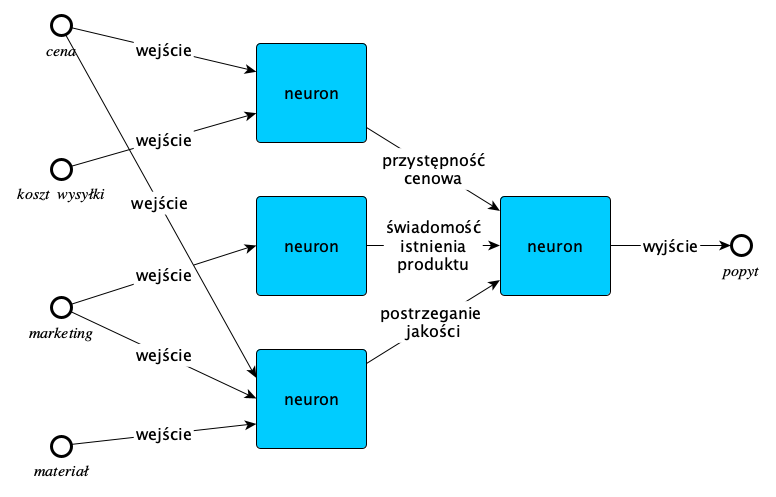 cena
wejście
neuron
wejście
koszt wysyłki
wejście
przystępność
cenowa
świadomość
istnienia
produktu
neuron
neuron
wyjście
popyt
wejście
marketing
postrzeganie
jakości
wejście
neuron
wejście
materiał